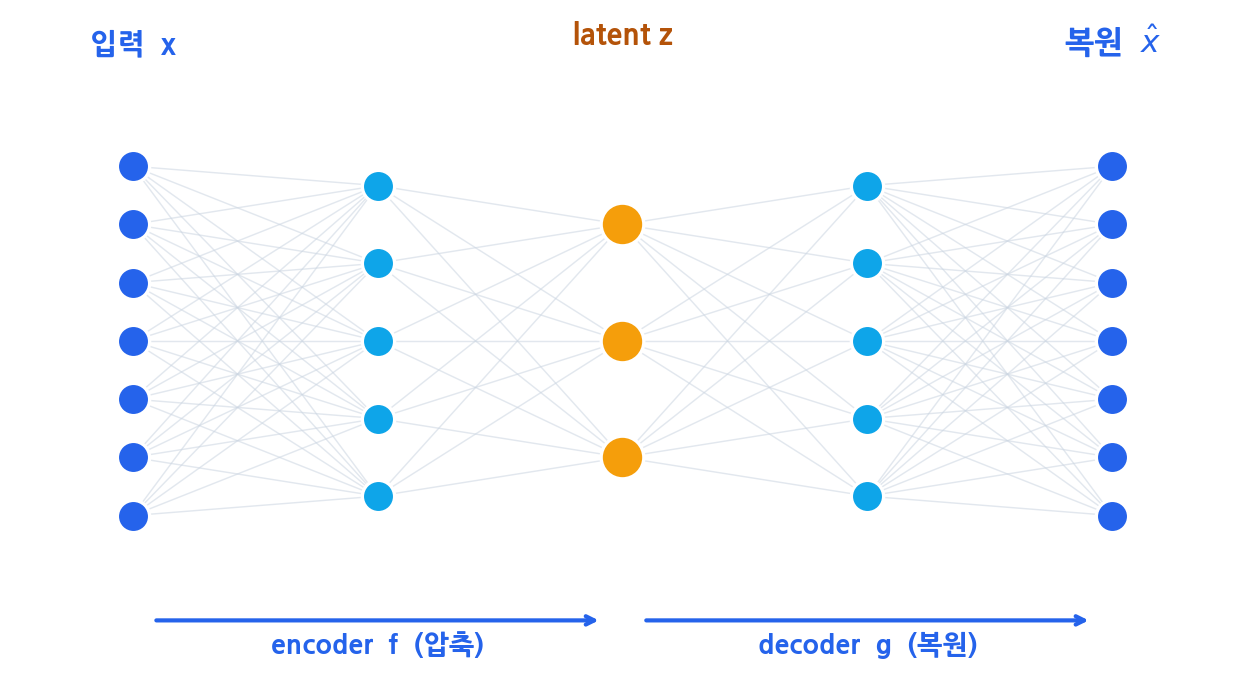 입력 x
latent z
복원 x̂
encoder f (압축)
decoder g (복원)